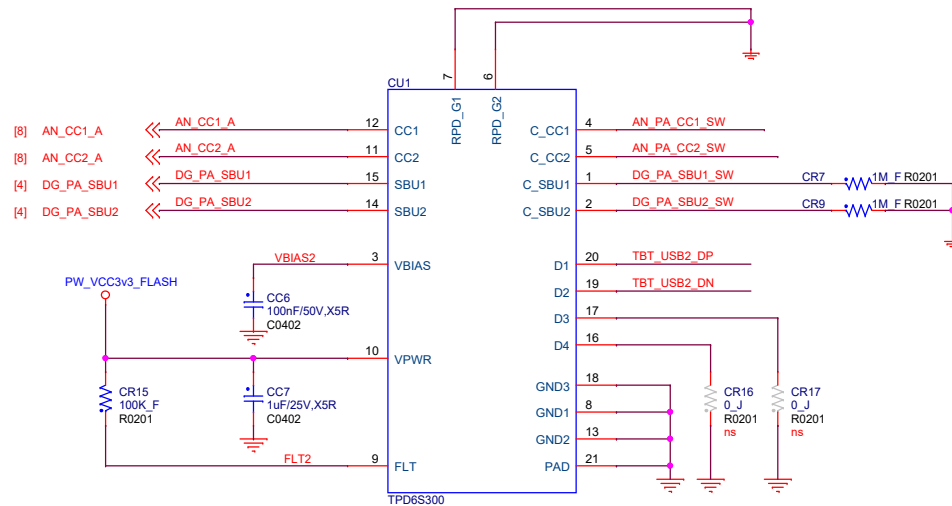 7
6
CU1
RPD_G1
RPD_G2
[8] AN_CC1_A AN_CC1_A 12 CC1 C_CC1 4 AN_PA_CC1_SW
[8] AN_CC2_A AN_CC2_A 11 CC2 C_CC2 5 AN_PA_CC2_SW
[4] DG_PA_SBU1 DG_PA_SBU1 15 SBU1 C_SBU1 1 DG_PA_SBU1_SW CR7 1M_F R0201
[4] DG_PA_SBU2 DG_PA_SBU2 14 SBU2 C_SBU2 2 DG_PA_SBU2_SW CR9 1M_F R0201
VBIAS2 3 VBIAS D1 20 TBT_USB2_DP
PW_VCC3v3_FLASH
D2 19 TBT_USB2_DN
CC6
100nF/50V,X5R
C0402
D3 17
D4 16
10 VPWR
GND3 18
GND1 8
GND2 13
PAD 21
CR15
100K_F
R0201
CC7
1uF/25V,X5R
C0402
CR16
0_J
R0201
ns
CR17
0_J
R0201
ns
FLT2 9 FLT
TPD6S300